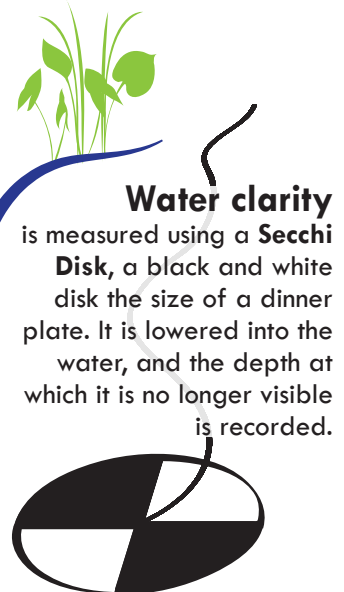 Water clarity
is measured using a Secchi
Disk, a black and white
disk the size of a dinner
plate. It is lowered into the
water, and the depth at
which it is no longer visible
is recorded.